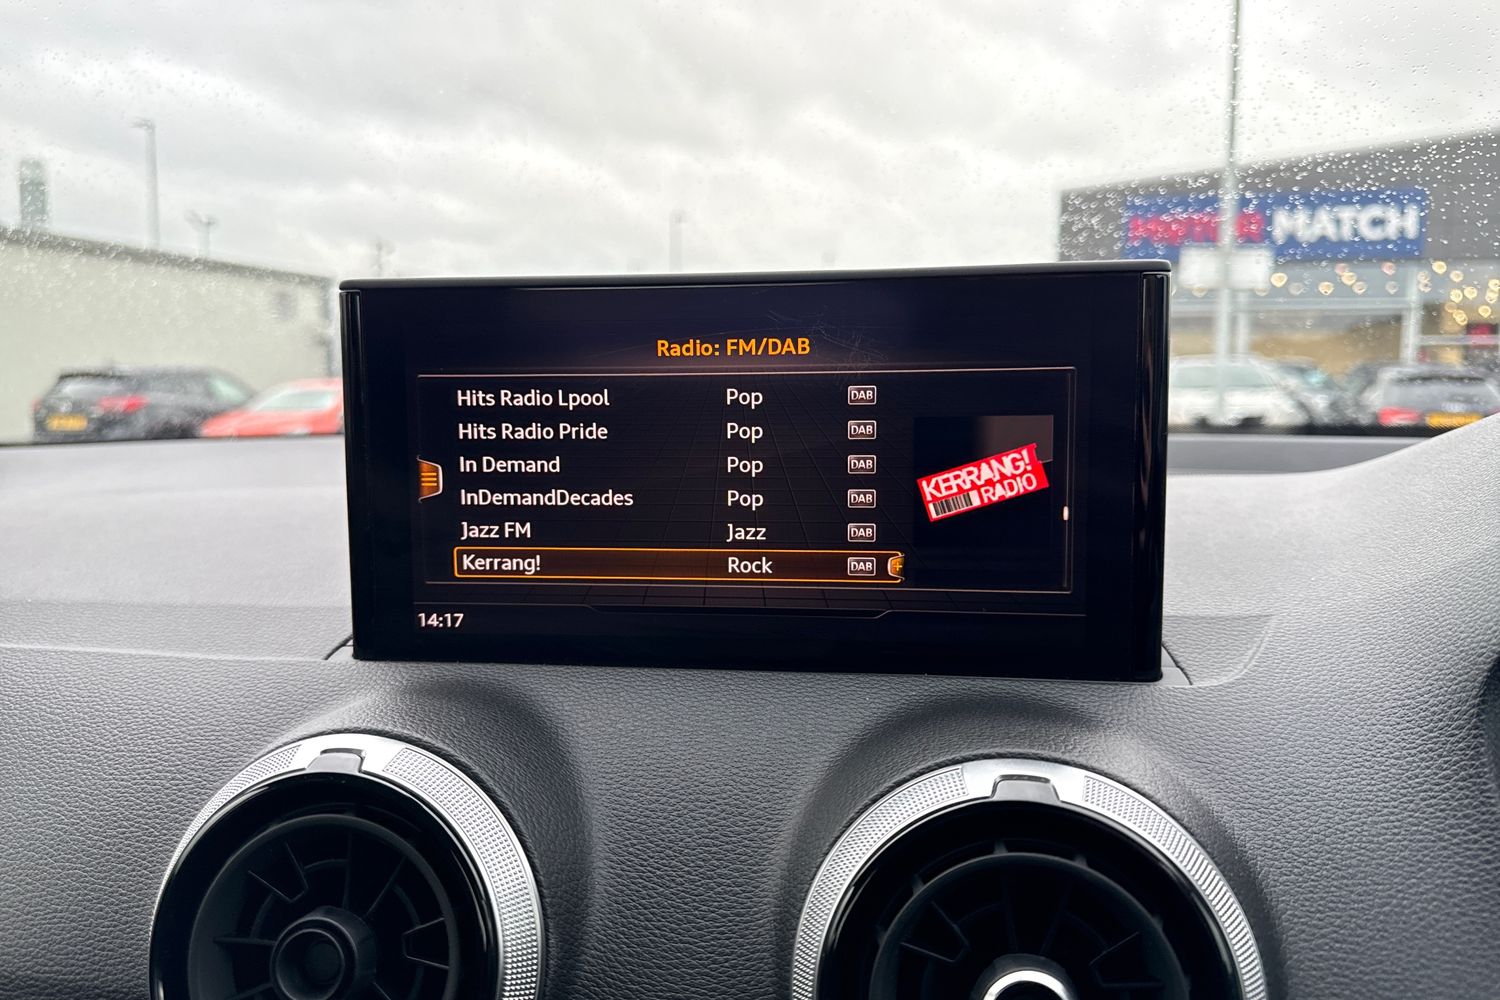 MOTOR MATCH
Radio: FM/DAB
Hits Radio Lpool Pop DAB
Hits Radio Pride Pop DAB
In Demand Pop DAB
InDemandDecades Pop DAB
Jazz FM Jazz DAB
Kerrang! Rock DAB
KERRANG!
RADIO
14:17